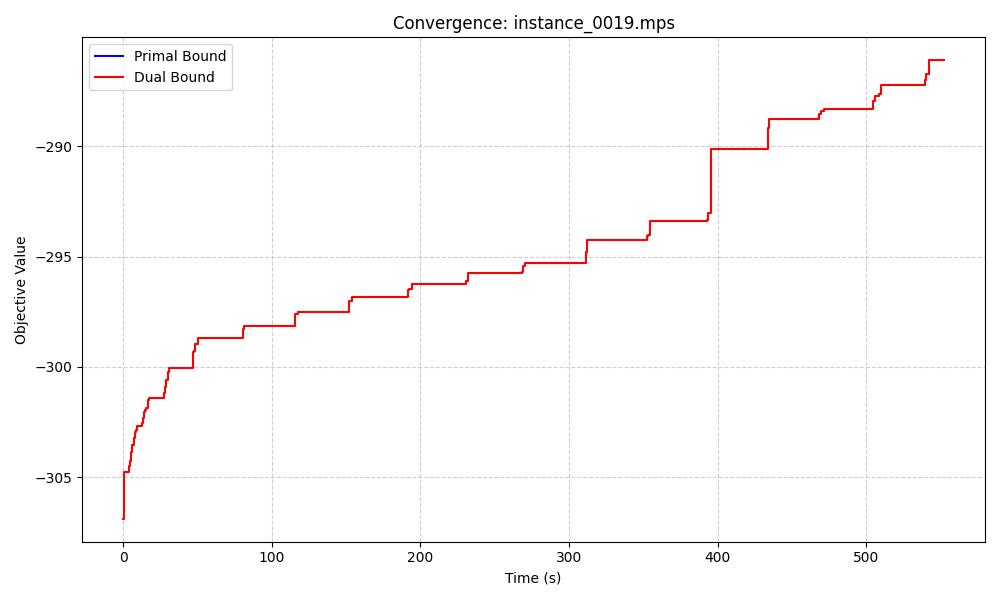 Convergence: instance_0019.mps
Primal Bound
Dual Bound
Objective Value
−290
−295
−300
−305
0
100
200
300
400
500
Time (s)